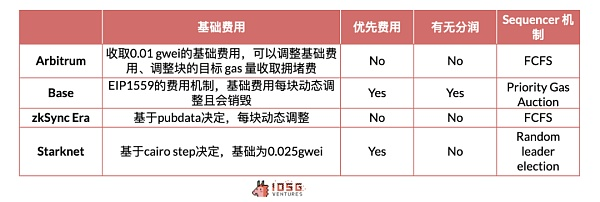 基础费用 优先费用 有无分润 Sequencer 机
制
Arbitrum 收取0.01 gwei的基础费用，可以调整基础费 No No FCFS
用、调整块的目标 gas 量收取拥堵费
Base EIP1559的费用机制，基础费用每块动态调 Yes Yes Priority Gas
整且会销毁 Auction
zkSync Era 基于pubdata决定，每块动态调整 No No FCFS
Starknet 基于cairo step决定，基础为0.025gwei Yes No Random
leader
election
IOSG
VENTURES